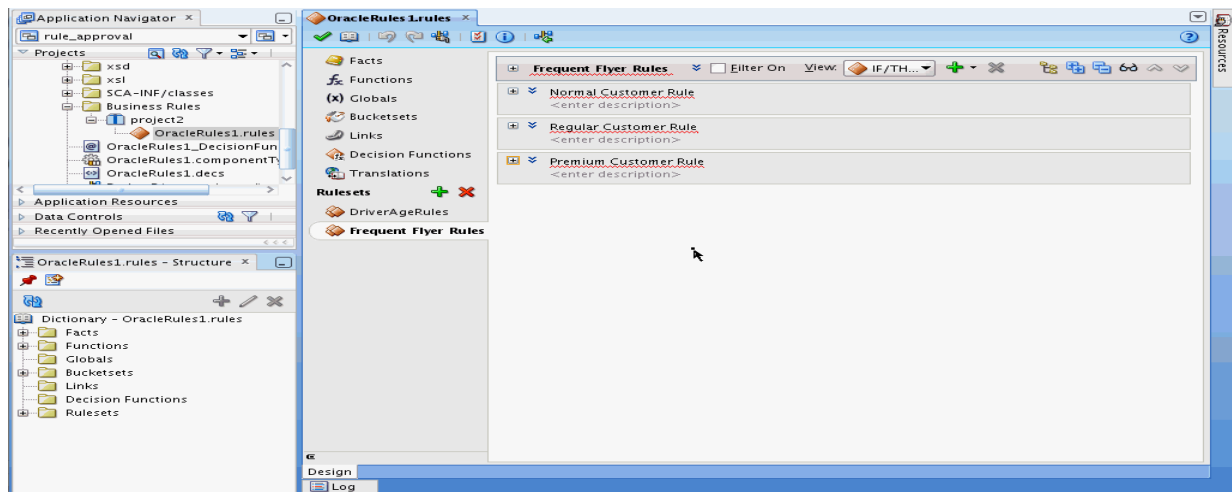 Application Navigator
rule_approval
Projects
xsd
xsl
SCA-INF/classes
Business Rules
project2
OracleRules1.rules
OracleRules1_DecisionFun
OracleRules1.componentT
OracleRules1.decs
Application Resources
Data Controls
Recently Opened Files
OracleRules1.rules - Structure
Dictionary - OracleRules1.rules
Facts
Functions
Globals
Bucketsets
Links
Decision Functions
Rulesets
OracleRules1.rules
Facts
Functions
(x) Globals
Bucketsets
Links
Decision Functions
Translations
Rulesets
DriverAgeRules
Frequent Flyer Rules
Frequent Flyer Rules Filter On View: IF/TH...
Normal Customer Rule
<enter description>
Regular Customer Rule
<enter description>
Premium Customer Rule
<enter description>
Design
Log
Resources